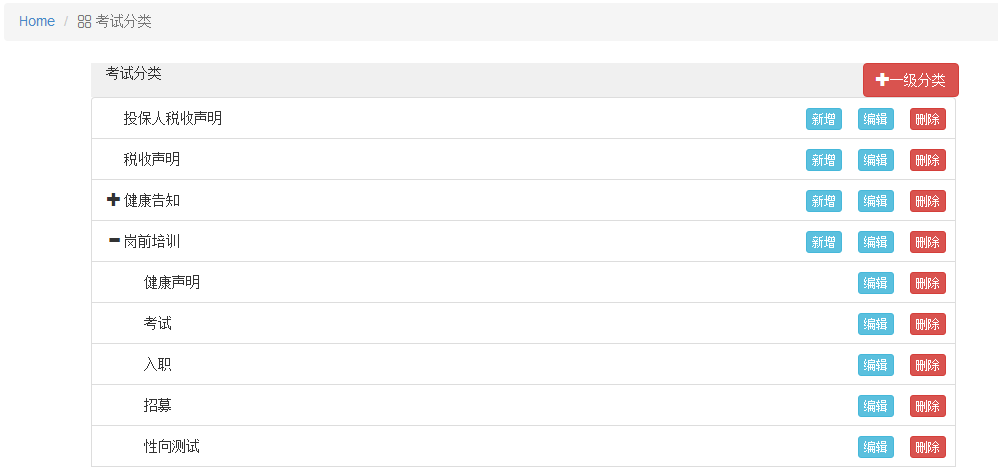 Home / 考试分类
考试分类 一级分类
投保人税收声明 新增 编辑 删除
税收声明 新增 编辑 删除
健康告知 新增 编辑 删除
岗前培训 新增 编辑 删除
健康声明 编辑 删除
考试 编辑 删除
入职 编辑 删除
招募 编辑 删除
性向测试 编辑 删除